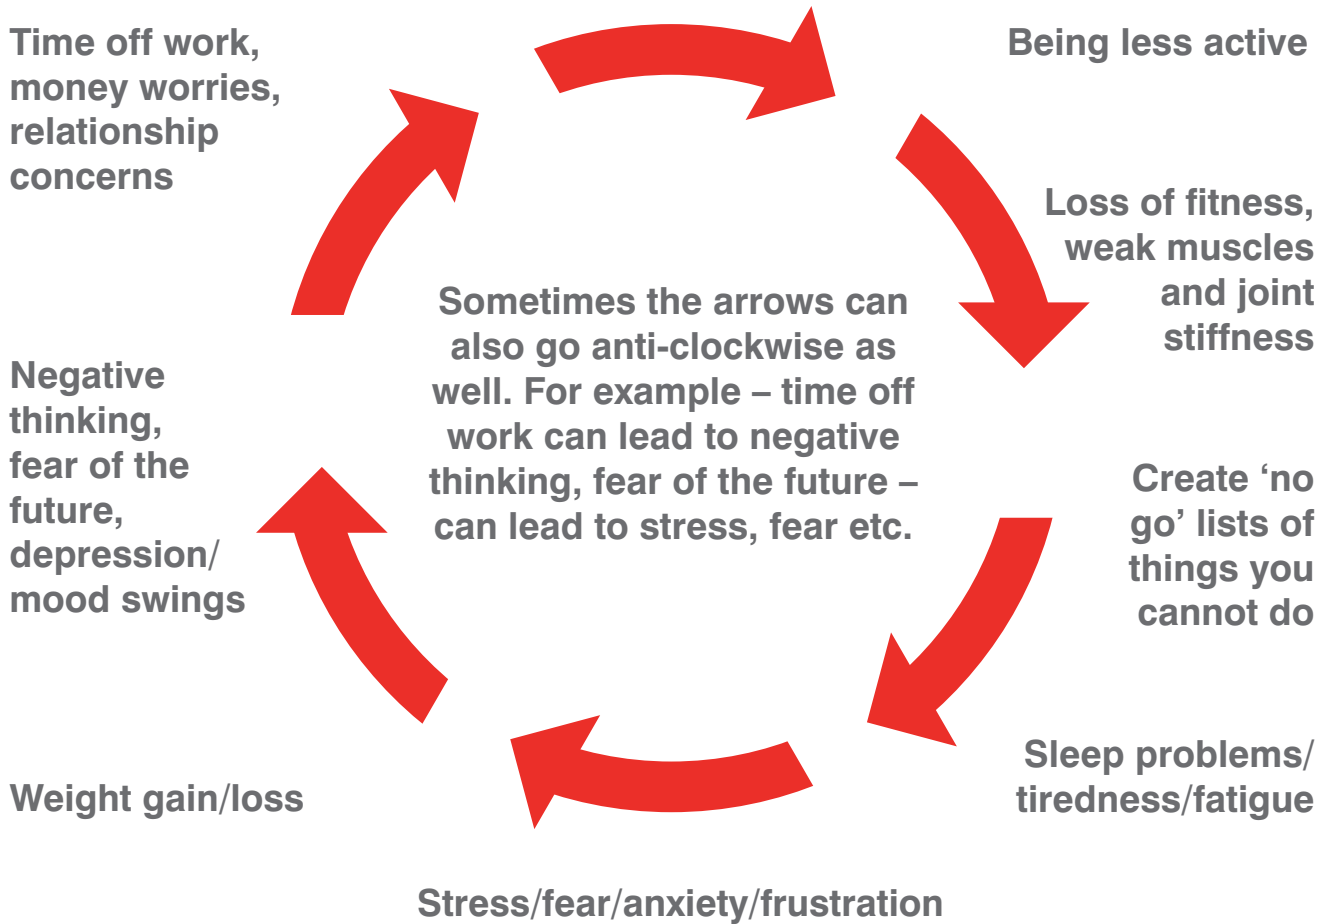 Being less active
Loss of fitness,
weak muscles
and joint
stiffness
Create ‘no
go’ lists of
things you
cannot do
Sleep problems/
tiredness/fatigue
Stress/fear/anxiety/frustration
Weight gain/loss
Negative
thinking,
fear of the
future,
depression/
mood swings
Time off work,
money worries,
relationship
concerns
Sometimes the arrows can
also go anti-clockwise as
well. For example – time off
work can lead to negative
thinking, fear of the future –
can lead to stress, fear etc.